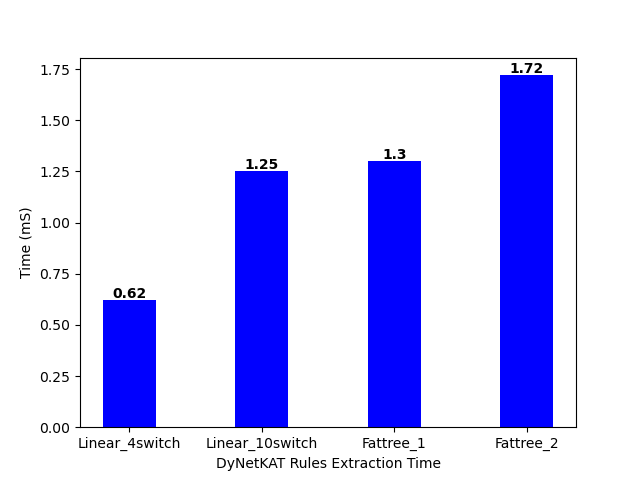 1.75
1.50
1.25
1.00
0.75
0.50
0.25
0.00
Time (mS)
0.62
1.25
1.3
1.72
Linear_4switch
Linear_10switch
Fattree_1
Fattree_2
DyNetKAT Rules Extraction Time